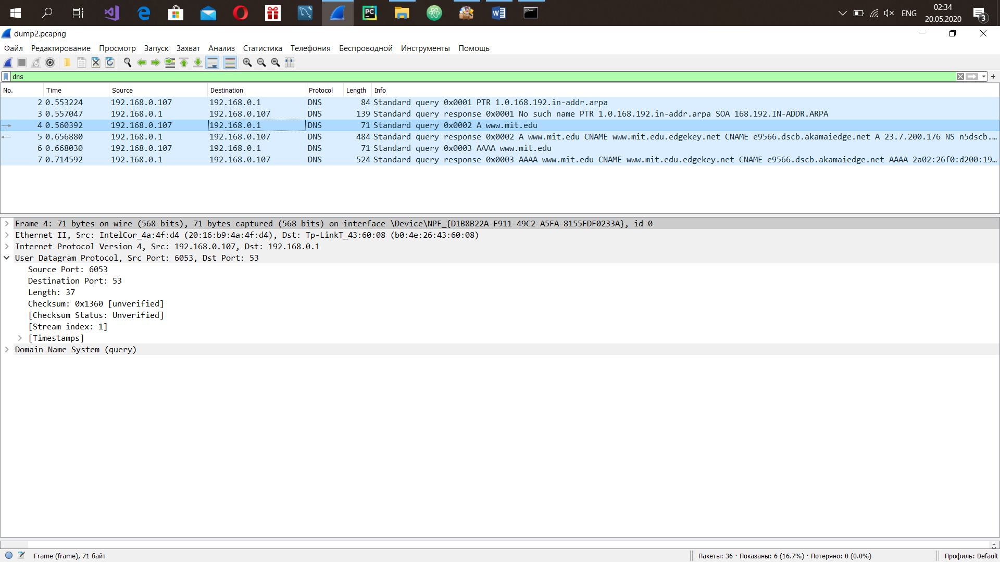 ENG
02:34
20.05.2020
3
PC
dump2.pcapng
Файл Редактирование Просмотр Запуск Захват Анализ Статистика Телефония Беспроводной Инструменты Помощь
dns
No. Time Source Destination Protocol Length Info
2 0.553224 192.168.0.107 192.168.0.1 DNS 84 Standard query 0x0001 PTR 1.0.168.192.in-addr.arpa
3 0.557047 192.168.0.1 192.168.0.107 DNS 139 Standard query response 0x0001 No such name PTR 1.0.168.192.in-addr.arpa SOA 168.192.IN-ADDR.ARPA
4 0.560392 192.168.0.107 192.168.0.1 DNS 71 Standard query 0x0002 A www.mit.edu
5 0.656880 192.168.0.1 192.168.0.107 DNS 484 Standard query response 0x0002 A www.mit.edu CNAME www.mit.edu.edgekey.net CNAME e9566.dscb.akamaiedge.net A 23.7.200.176 NS n5dscb.…
6 0.668030 192.168.0.107 192.168.0.1 DNS 71 Standard query 0x0003 AAAA www.mit.edu
7 0.714592 192.168.0.1 192.168.0.107 DNS 524 Standard query response 0x0003 AAAA www.mit.edu CNAME www.mit.edu.edgekey.net CNAME e9566.dscb.akamaiedge.net AAAA 2a02:26f0:d200:19…
Frame 4: 71 bytes on wire (568 bits), 71 bytes captured (568 bits) on interface \Device\NPF_{D1B8B22A-F911-49C2-A5FA-8155FDF0233A}, id 0
Ethernet II, Src: IntelCor_4a:4f:d4 (20:16:b9:4a:4f:d4), Dst: Tp-LinkT_43:60:08 (b0:4e:26:43:60:08)
Internet Protocol Version 4, Src: 192.168.0.107, Dst: 192.168.0.1
User Datagram Protocol, Src Port: 6053, Dst Port: 53
Source Port: 6053
Destination Port: 53
Length: 37
Checksum: 0x1360 [unverified]
[Checksum Status: Unverified]
[Stream index: 1]
[Timestamps]
Domain Name System (query)
Frame (frame), 71 байт
Пакеты: 36 · Показаны: 6 (16.7%) · Потеряно: 0 (0.0%)
Профиль: Default